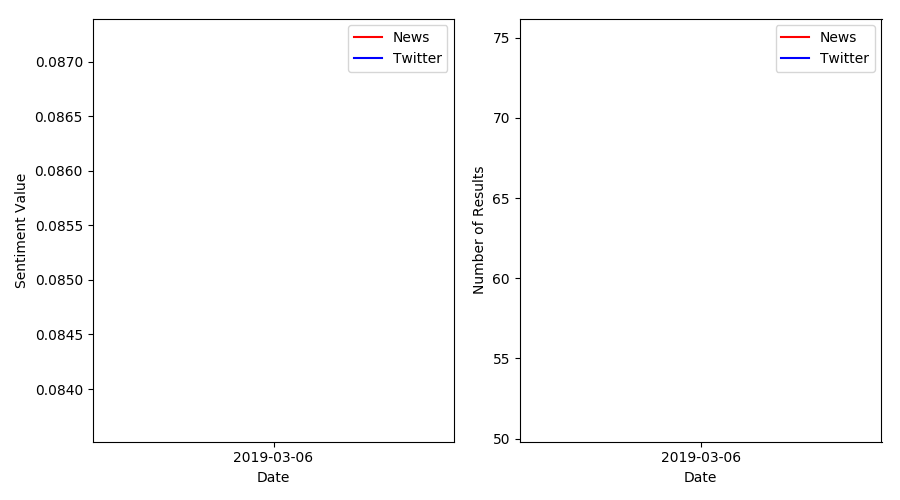 News
Twitter
0.0870
0.0865
0.0860
0.0855
0.0850
0.0845
0.0840
Sentiment Value
2019-03-06
Date
News
Twitter
75
70
65
60
55
50
Number of Results
2019-03-06
Date